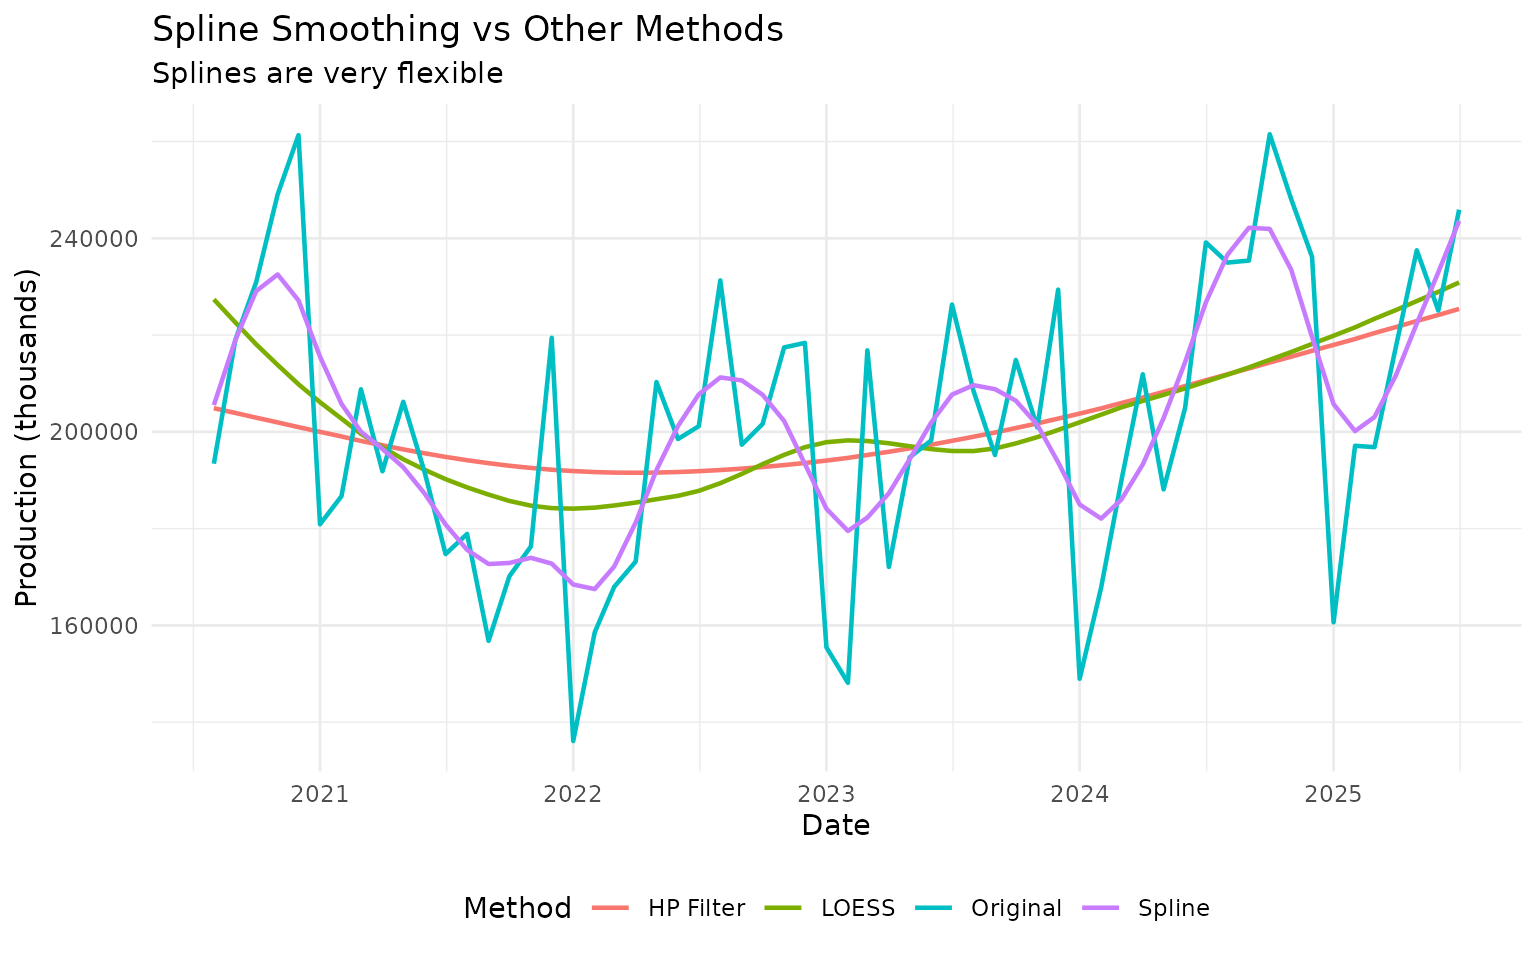 Spline Smoothing vs Other Methods
Splines are very flexible
Production (thousands)
240000
200000
160000
2021 2022 2023 2024 2025
Date
Method HP Filter LOESS Original Spline